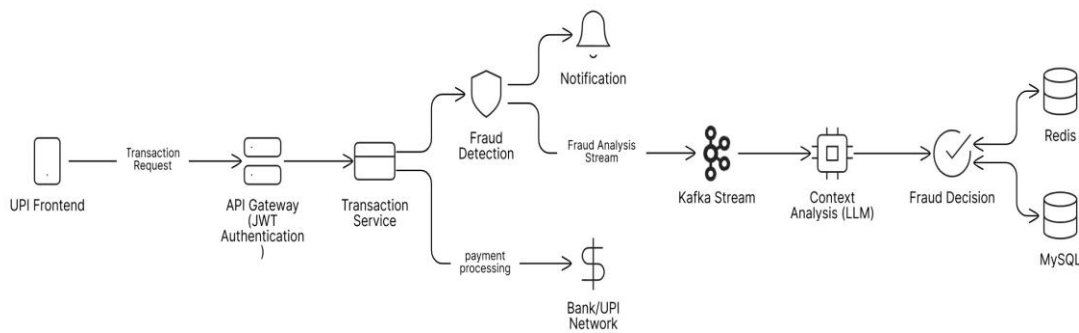 UPI Frontend
Transaction
Request
API Gateway
(JWT
Authentication
)
Transaction
Service
Fraud
Detection
Notification
Fraud Analysis
Stream
payment
processing
Bank/UPI
Network
Kafka Stream
Context
Analysis (LLM)
Fraud Decision
Redis
MySQL